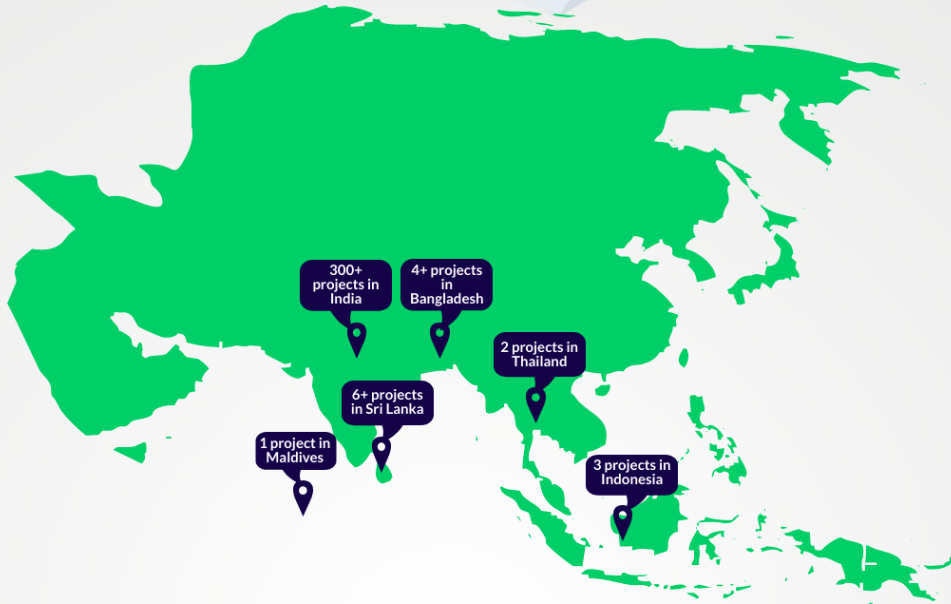 300+
projects in
India
4+ projects
in
Bangladesh
2 projects in
Thailand
6+ projects
in Sri Lanka
1 project in
Maldives
3 projects in
Indonesia